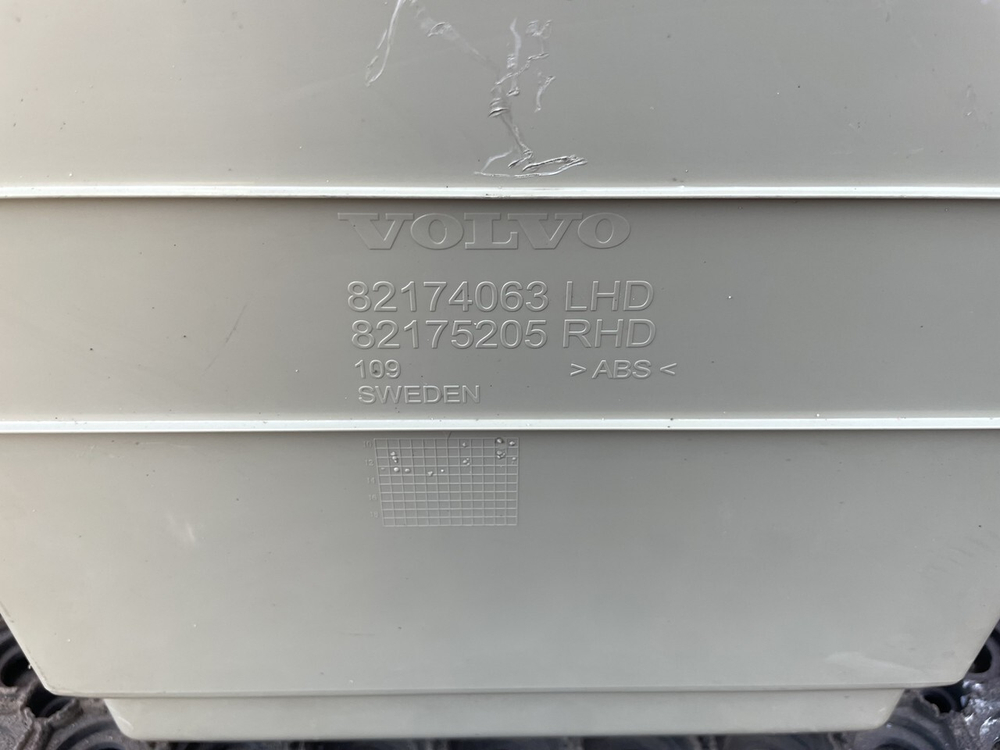 VOLVO
82174063 LHD
82175205 RHD
109 >ABS<
SWEDEN